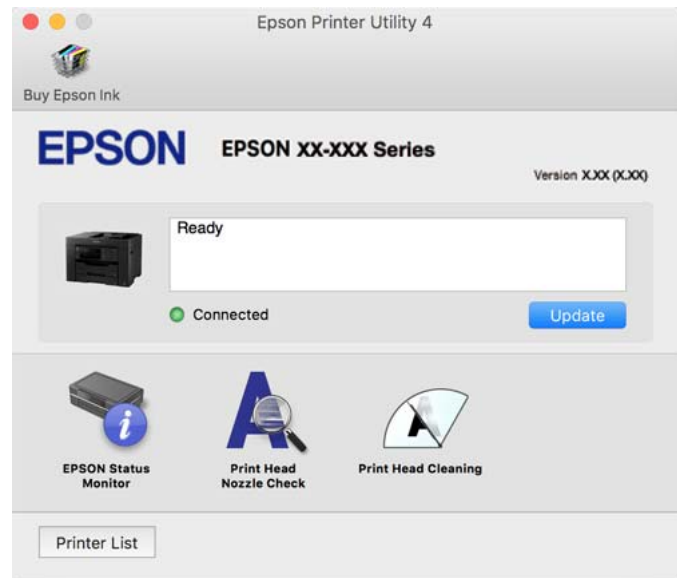 Epson Printer Utility 4
Buy Epson Ink
EPSON
EPSON XX-XXX Series
Version X.XX (X.XX)
Ready
Connected
Update
EPSON Status
Monitor
Print Head
Nozzle Check
Print Head Cleaning
Printer List